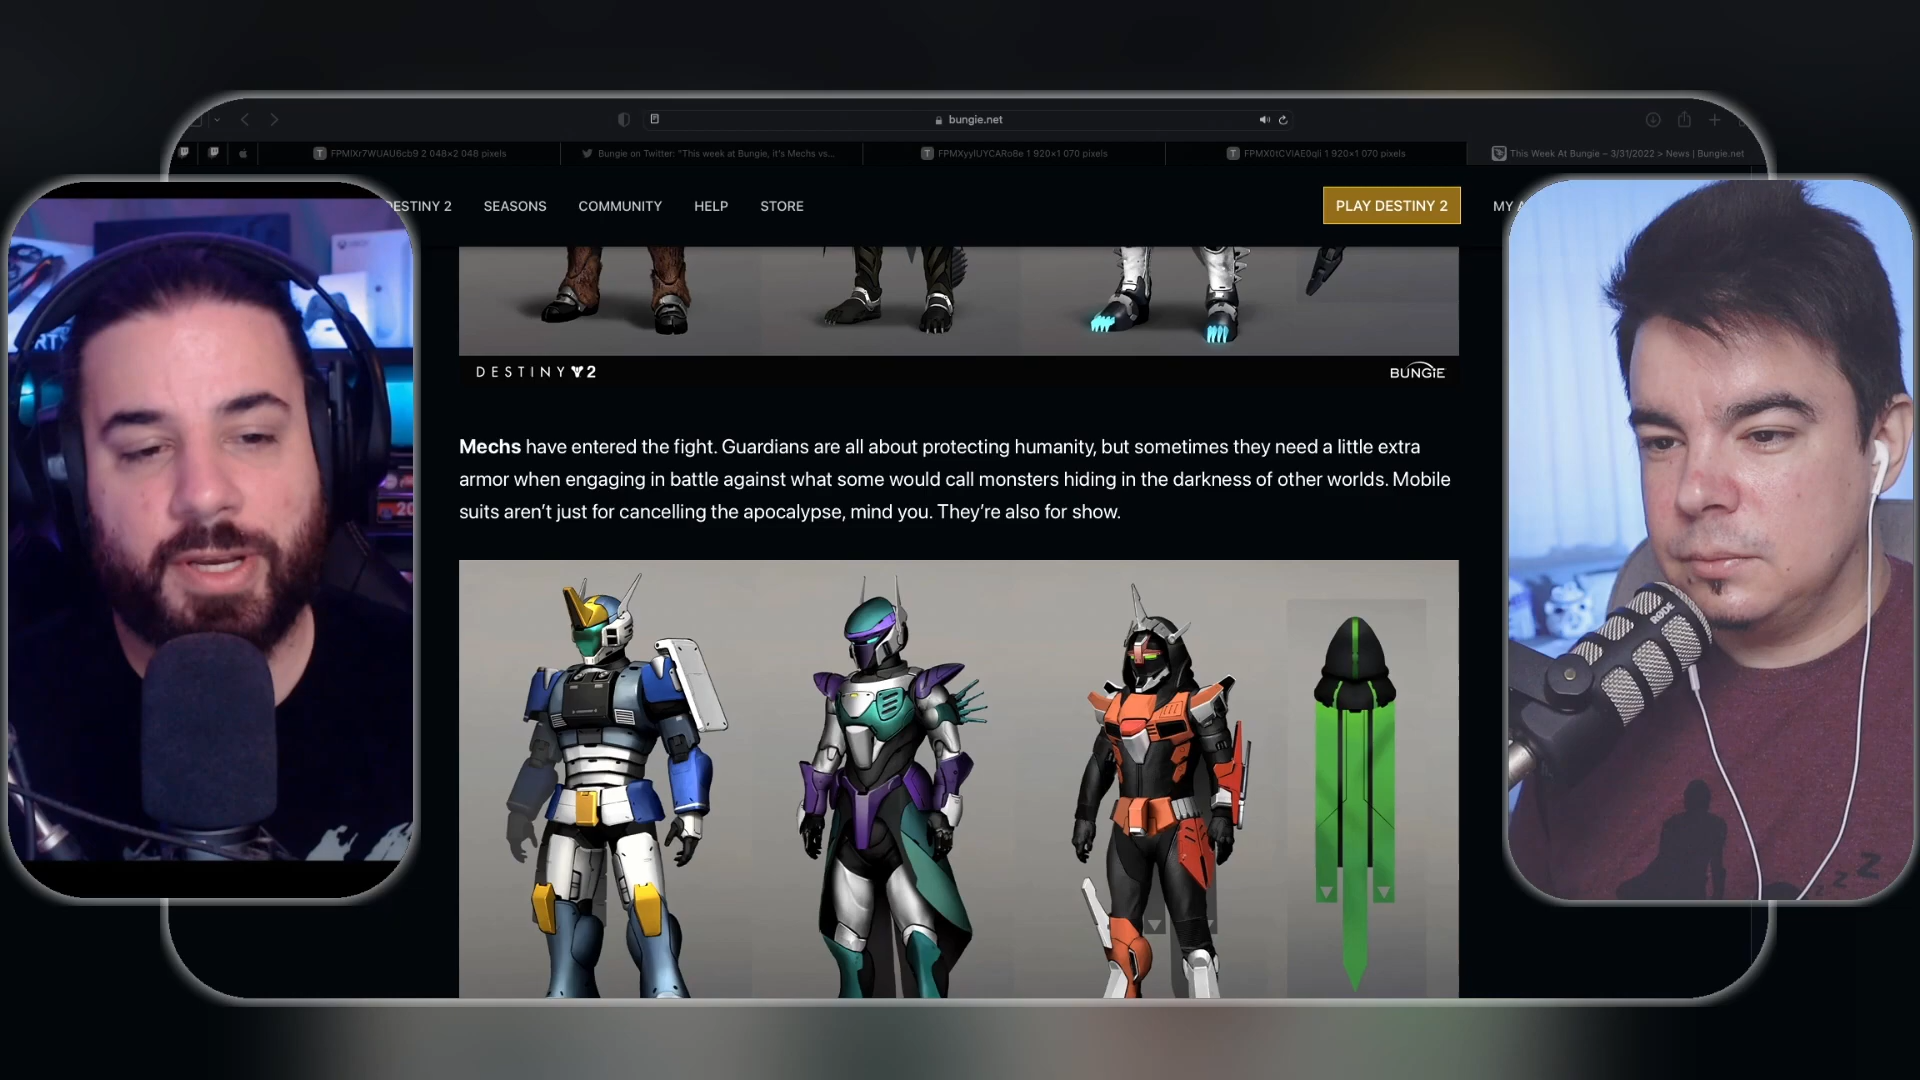 bungie.net
FPMIXr7WUAU6cb9 2 048×2 048 pixels
Bungie on Twitter: "This week at Bungie, it's Mechs vs...
FPMXyylUYCARo8e 1 920×1 070 pixels
FPMX0tCVIAE0qli 1 920×1 070 pixels
This Week At Bungie – 3/31/2022 > News | Bungie.net
DESTINY 2
SEASONS
COMMUNITY
HELP
STORE
PLAY DESTINY 2
MY
DESTINY 2
BUNGIE
Mechs have entered the fight. Guardians are all about protecting humanity, but sometimes they need a little extra
armor when engaging in battle against what some would call monsters hiding in the darkness of other worlds. Mobile
suits aren't just for cancelling the apocalypse, mind you. They're also for show.
XBOX
RØDE
z z Z